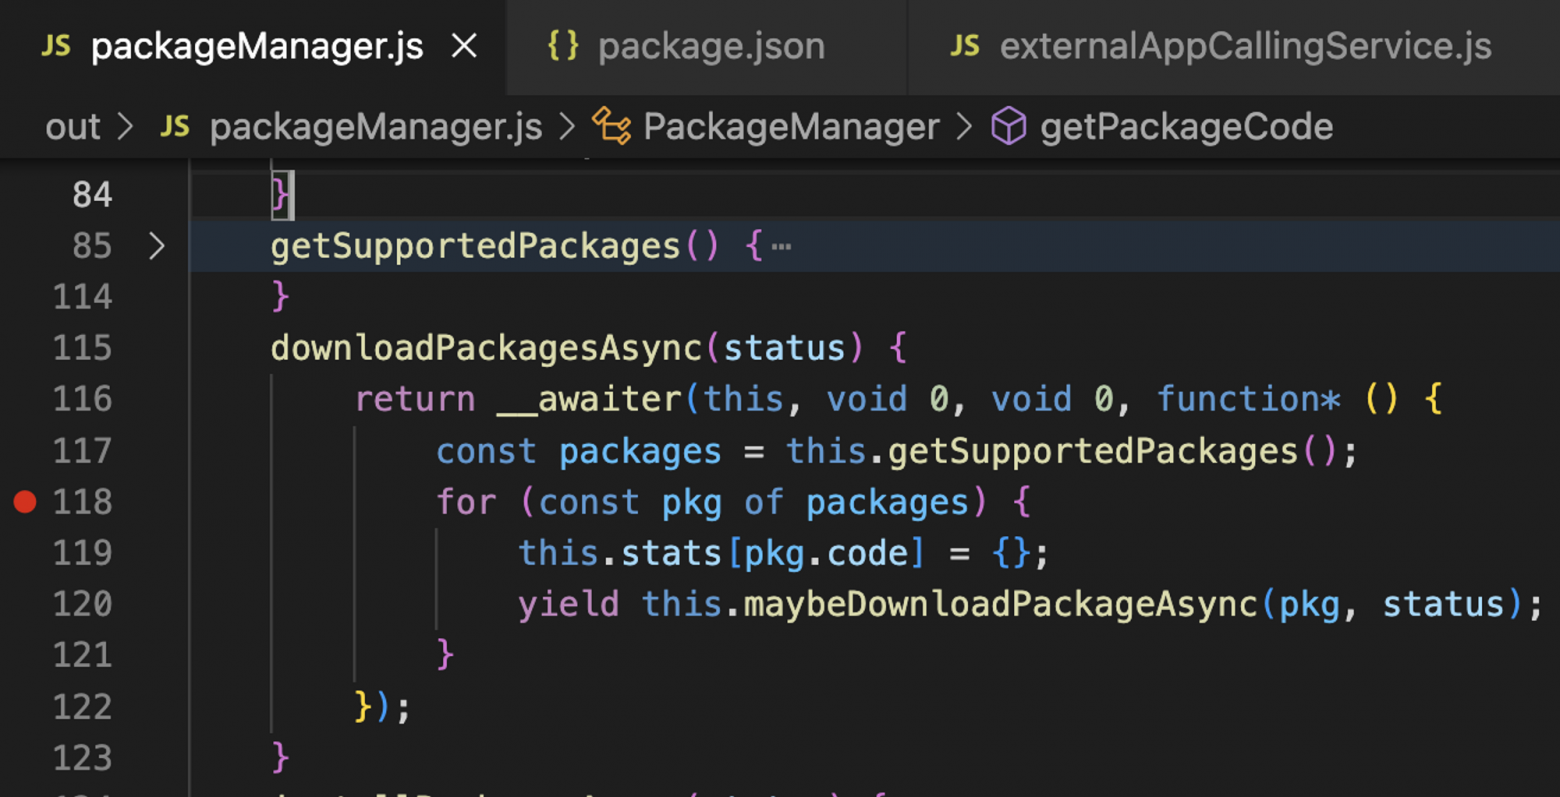 JS packageManager.js × {} package.json JS externalAppCallingService.js
out > JS packageManager.js > PackageManager > getPackageCode
84 }
85 > getSupportedPackages() {⋯
114 }
115 downloadPackagesAsync(status) {
116 return __awaiter(this, void 0, void 0, function* () {
117 const packages = this.getSupportedPackages();
118 for (const pkg of packages) {
119 this.stats[pkg.code] = {};
120 yield this.maybeDownloadPackageAsync(pkg, status);
121 }
122 });
123 }